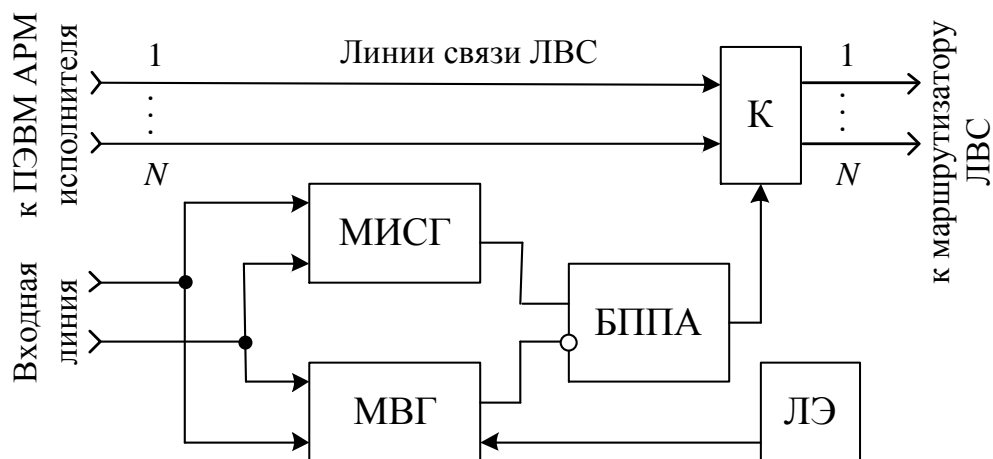 к ПЭВМ АРМ
исполнителя
1
Линии связи ЛВС
N
К
1
N
к маршрутизатору
ЛВС
Входная
линия
МИСГ
БППА
МВГ
ЛЭ